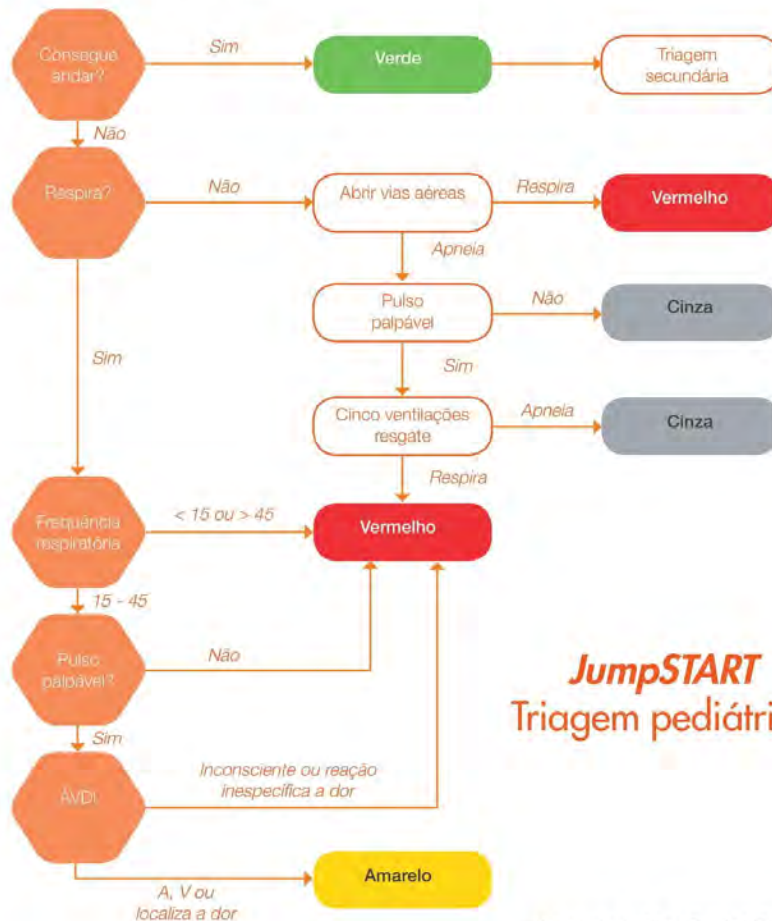 Consegue
andar?
Sim
Verde
Triagem
secundária
Não
Respira?
Não
Abrir vias aéreas
Respira
Vermelho
Apneia
Pulso
palpável
Não
Cinza
Sim
Sim
Cinco ventilações
resgate
Apneia
Cinza
Respira
Frequência
respiratória
< 15 ou > 45
Vermelho
15 - 45
Pulso
palpável?
Não
JumpSTART
Triagem pediátri
Sim
AVDI
Inconsciente ou reação
inespecífica a dor
A, V ou
localiza a dor
Amarelo